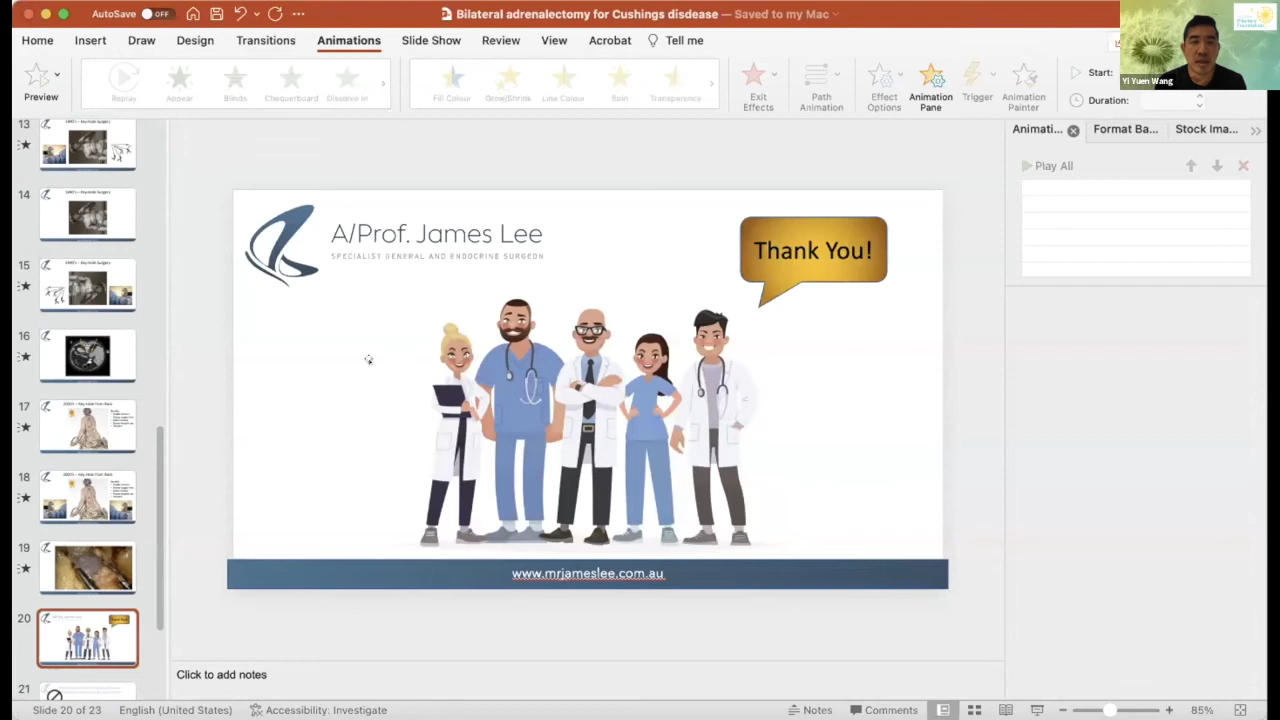 AutoSave OFF
Bilateral adrenalectomy for Cushings disdease — Saved to my Mac
Home Insert Draw Design Transitions Animations Slide Show Review View Acrobat Tell me
Yi Yuen Wang
Preview
Replay Appear Blinds Chequerboard Dissolve In
Fill Colour Grow/Shrink Line Colour Spin Transparency
Exit Effects
Path Animation
Effect Options
Animation Pane
Trigger
Animation Painter
Start:
Duration:
13
14
15
16
17
18
19
20
21
A/Prof. James Lee
SPECIALIST GENERAL AND ENDOCRINE SURGEON
Thank You!
www.mrjameslee.com.au
Animati... Format Ba... Stock Ima...
Play All
Click to add notes
Slide 20 of 23 English (United States) Accessibility: Investigate
Notes Comments 85%